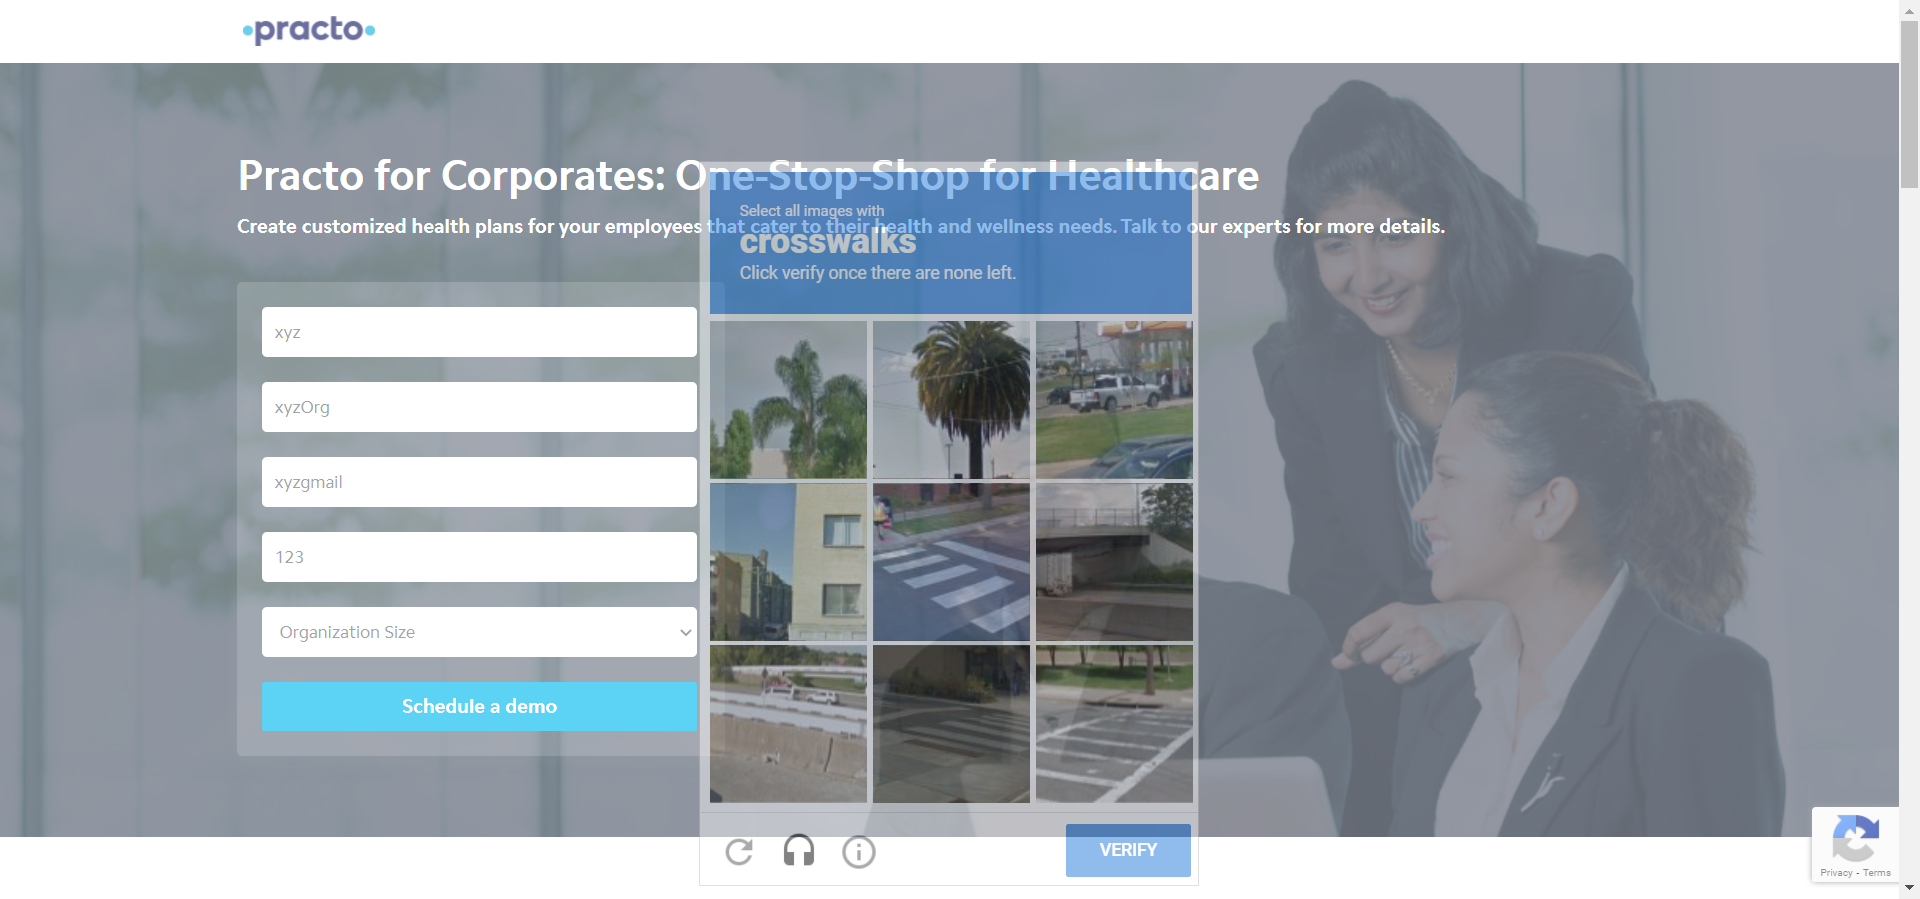 practo
Practo for Corporates: One-Stop-Shop for Healthcare
Create customized health plans for your employees that cater to their health and wellness needs. Talk to our experts for more details.
Select all images with
crosswalks
Click verify once there are none left.
xyz
xyzOrg
xyzgmail
123
Organization Size
Schedule a demo
VERIFY
Privacy - Terms